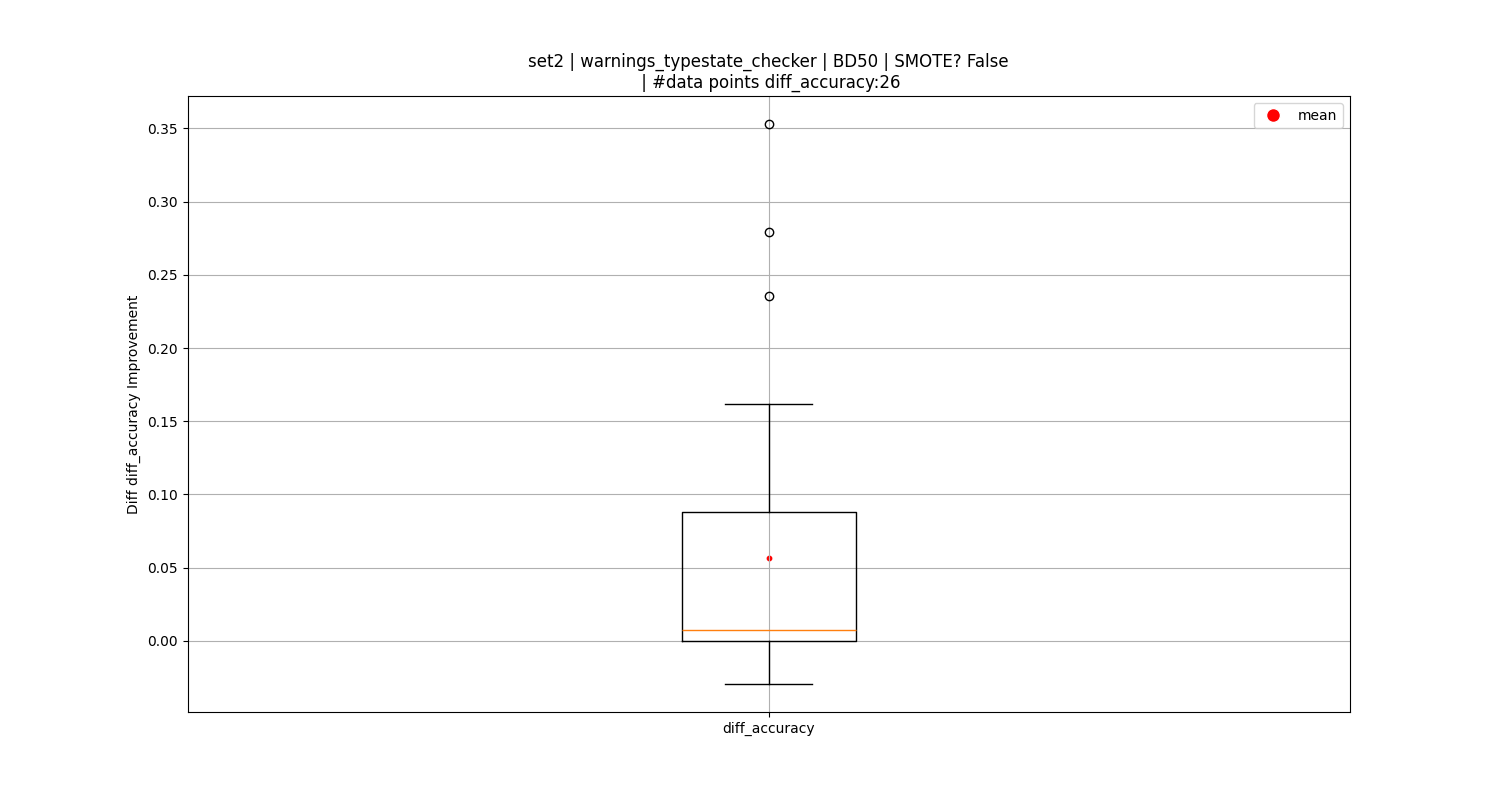 set2 | warnings_typestate_checker | BD50 | SMOTE? False
| #data points diff_accuracy:26
mean
Diff diff_accuracy Improvement
0.35
0.30
0.25
0.20
0.15
0.10
0.05
0.00
diff_accuracy